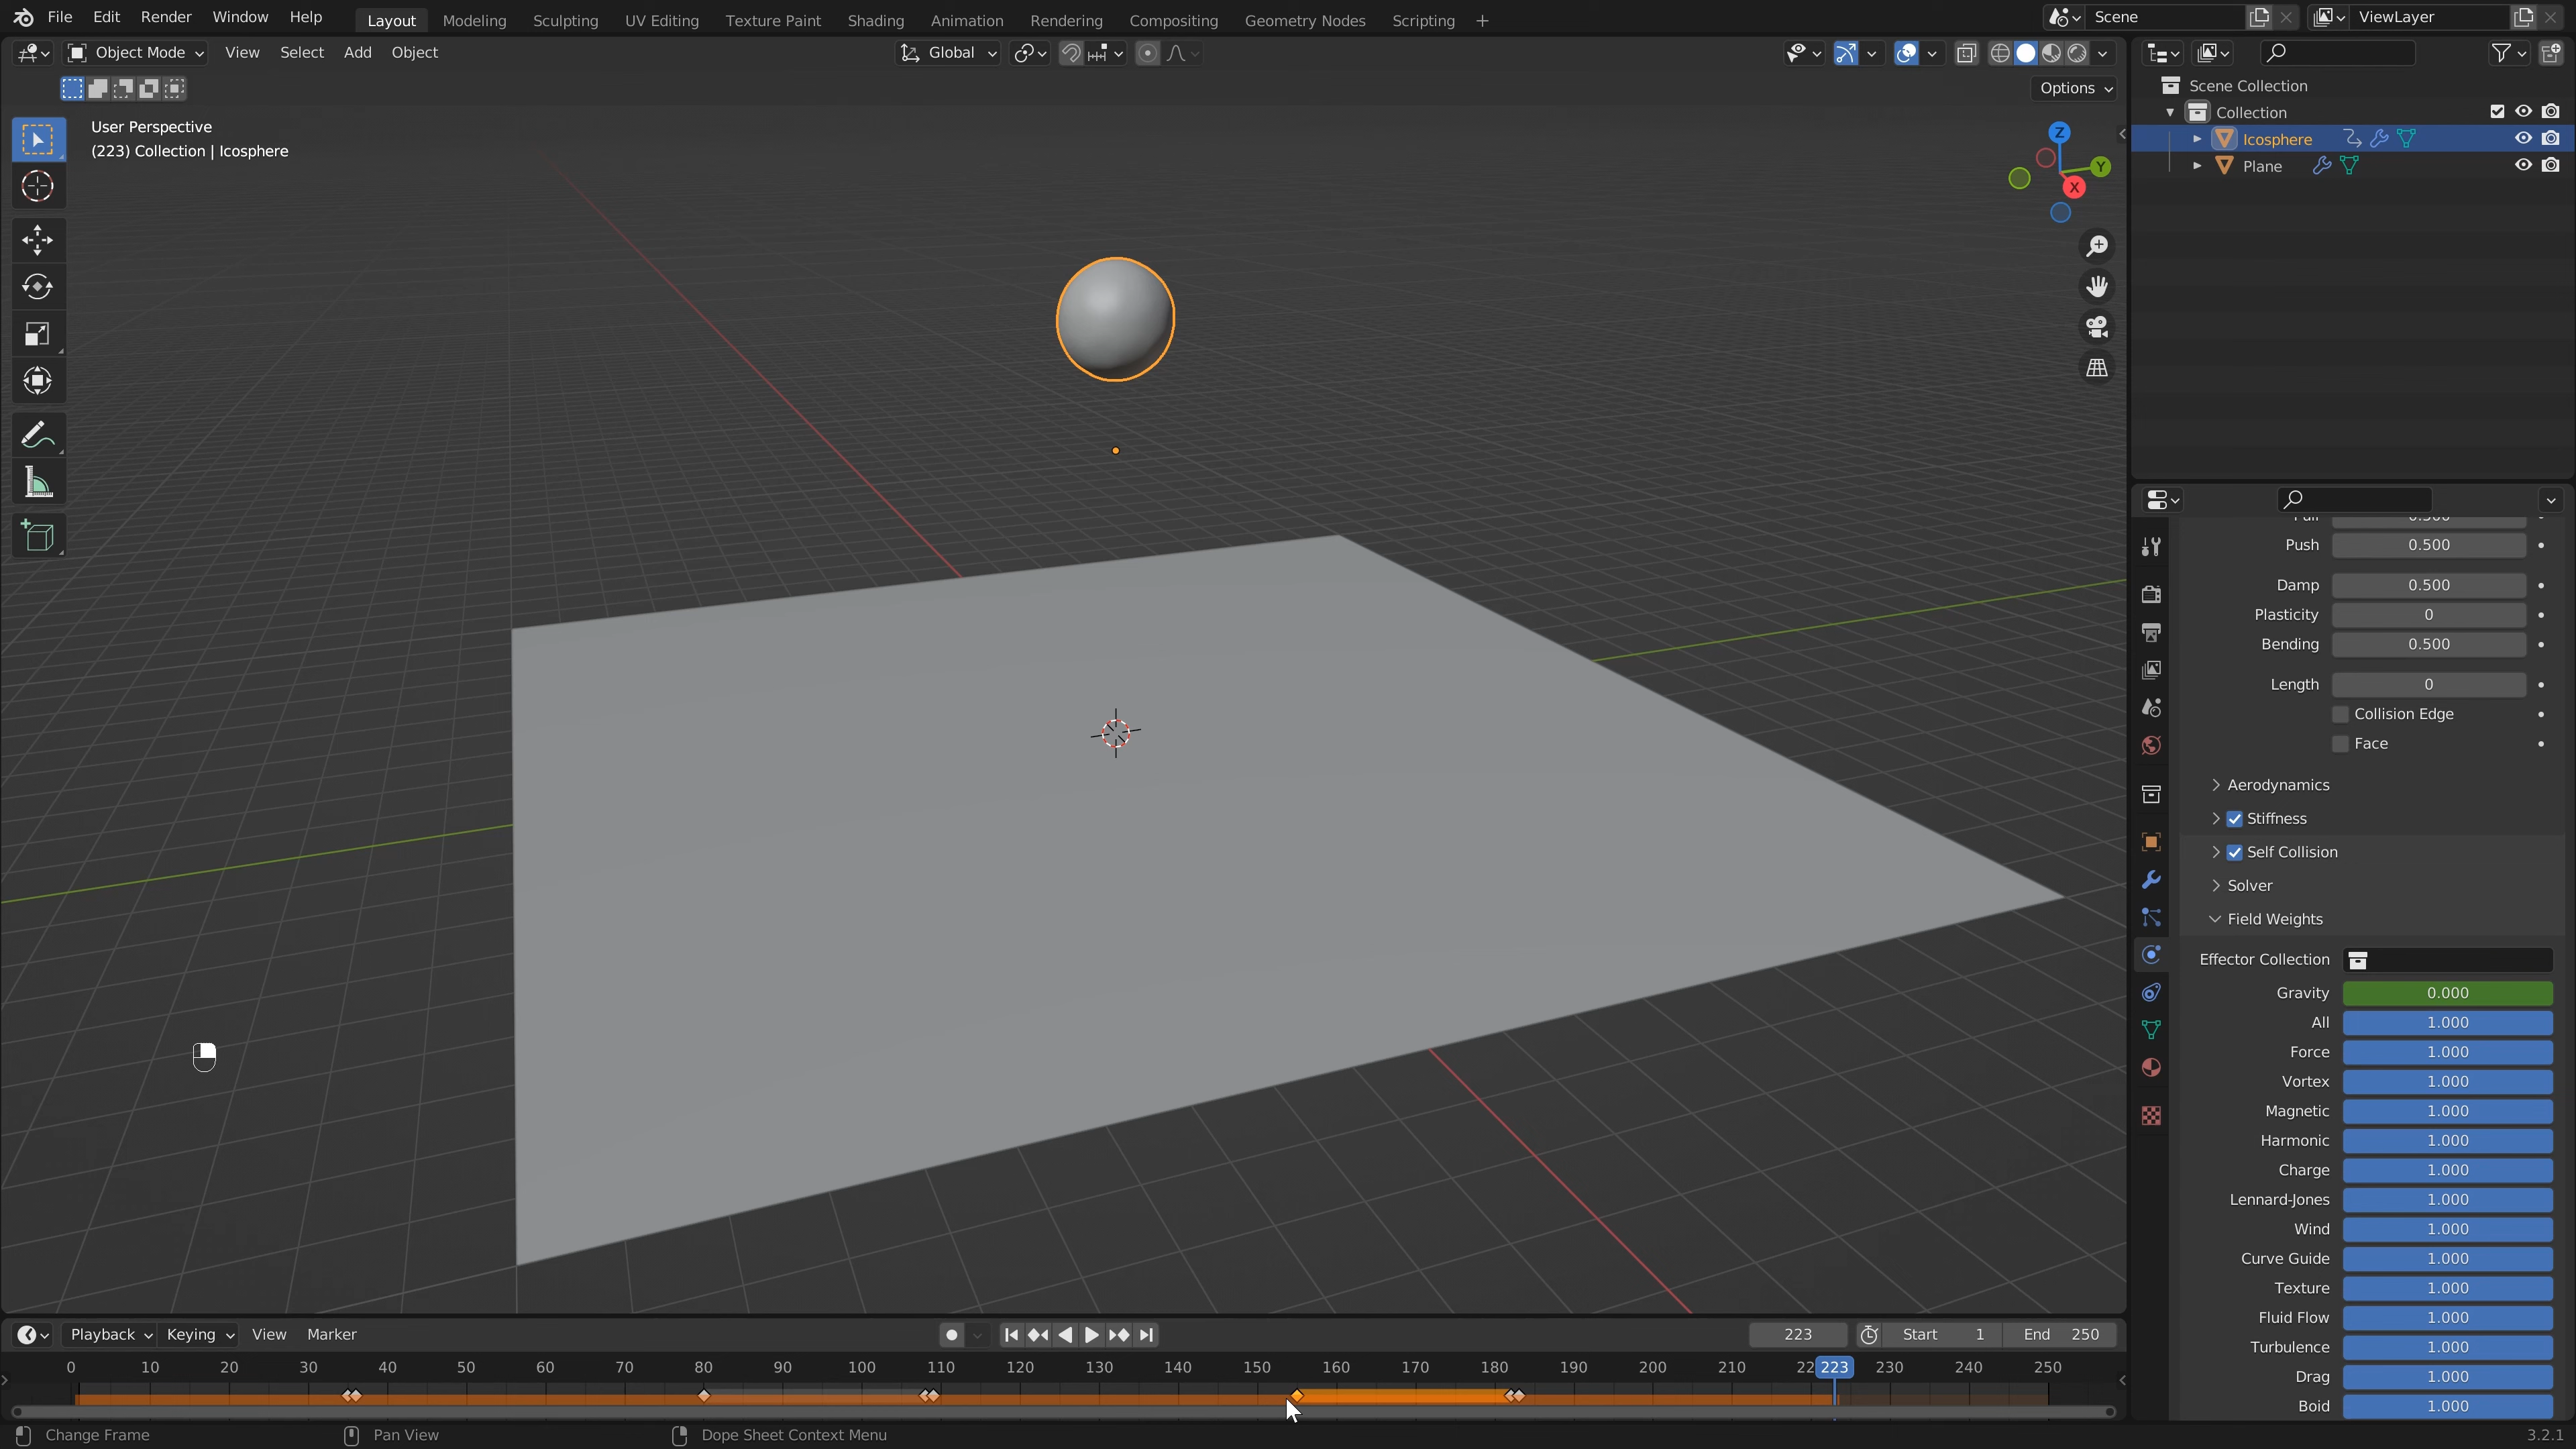 File Edit Render Window Help Layout Modeling Sculpting UV Editing Texture Paint Shading Animation Rendering Compositing Geometry Nodes Scripting + Scene ViewLayer
Object Mode View Select Add Object Global
Options
User Perspective
(223) Collection | Icosphere
Z
Y
X
Scene Collection
Collection
Icosphere
Plane
Push 0.500
Damp 0.500
Plasticity 0
Bending 0.500
Length 0
Collision Edge
Face
Aerodynamics
Stiffness
Self Collision
Solver
Field Weights
Effector Collection
Gravity 0.000
All 1.000
Force 1.000
Vortex 1.000
Magnetic 1.000
Harmonic 1.000
Charge 1.000
Lennard-Jones 1.000
Wind 1.000
Curve Guide 1.000
Texture 1.000
Fluid Flow 1.000
Turbulence 1.000
Drag 1.000
Boid 1.000
Playback Keying View Marker 223 Start 1 End 250
0 10 20 30 40 50 60 70 80 90 100 110 120 130 140 150 160 170 180 190 200 210 223 230 240 250
Change Frame Pan View Dope Sheet Context Menu 3.2.1